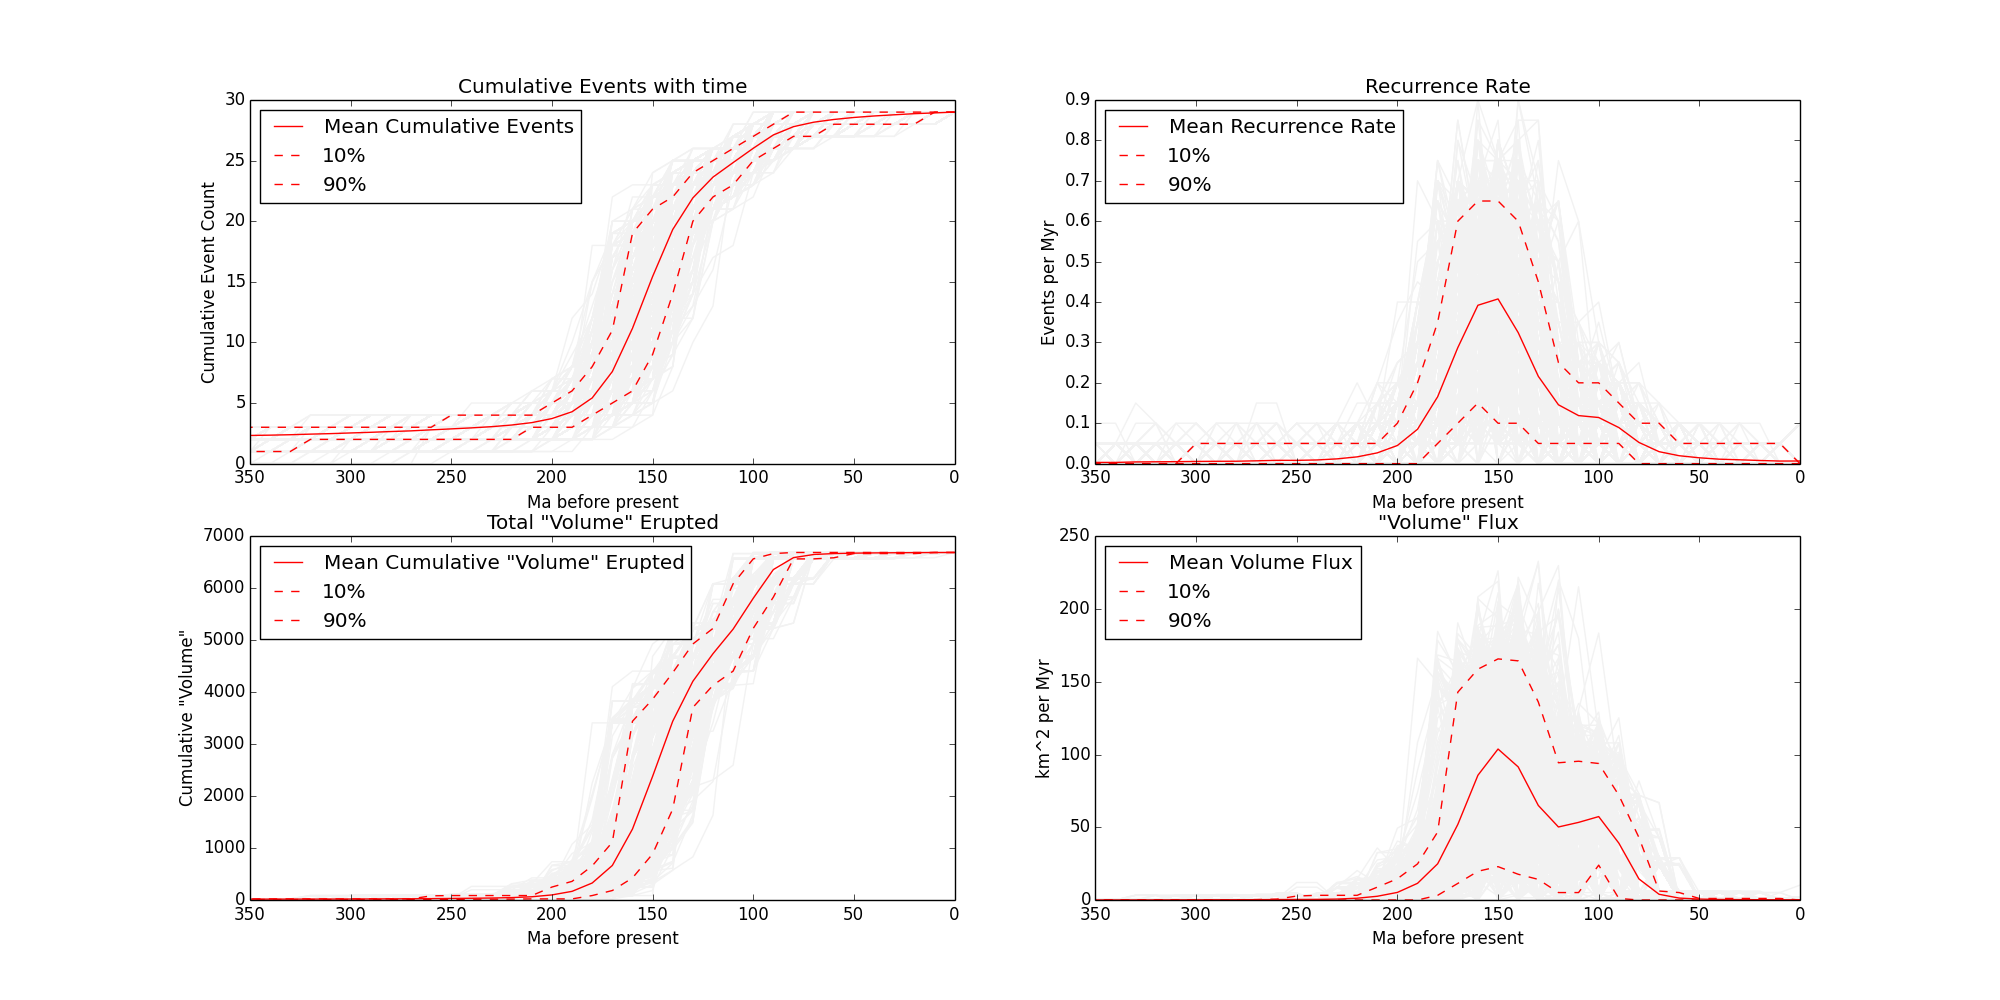 Cumulative Events with time
30
25
20
15
10
5
0
Cumulative Event Count
Mean Cumulative Events
10%
90%
350 300 250 200 150 100 50 0
Ma before present
Recurrence Rate
0.9
0.8
0.7
0.6
0.5
0.4
0.3
0.2
0.1
0.0
Events per Myr
Mean Recurrence Rate
10%
90%
350 300 250 200 150 100 50 0
Ma before present
Total "Volume" Erupted
7000
6000
5000
4000
3000
2000
1000
0
Cumulative "Volume"
Mean Cumulative "Volume" Erupted
10%
90%
350 300 250 200 150 100 50 0
Ma before present
"Volume" Flux
250
200
150
100
50
0
km^2 per Myr
Mean Volume Flux
10%
90%
350 300 250 200 150 100 50 0
Ma before present